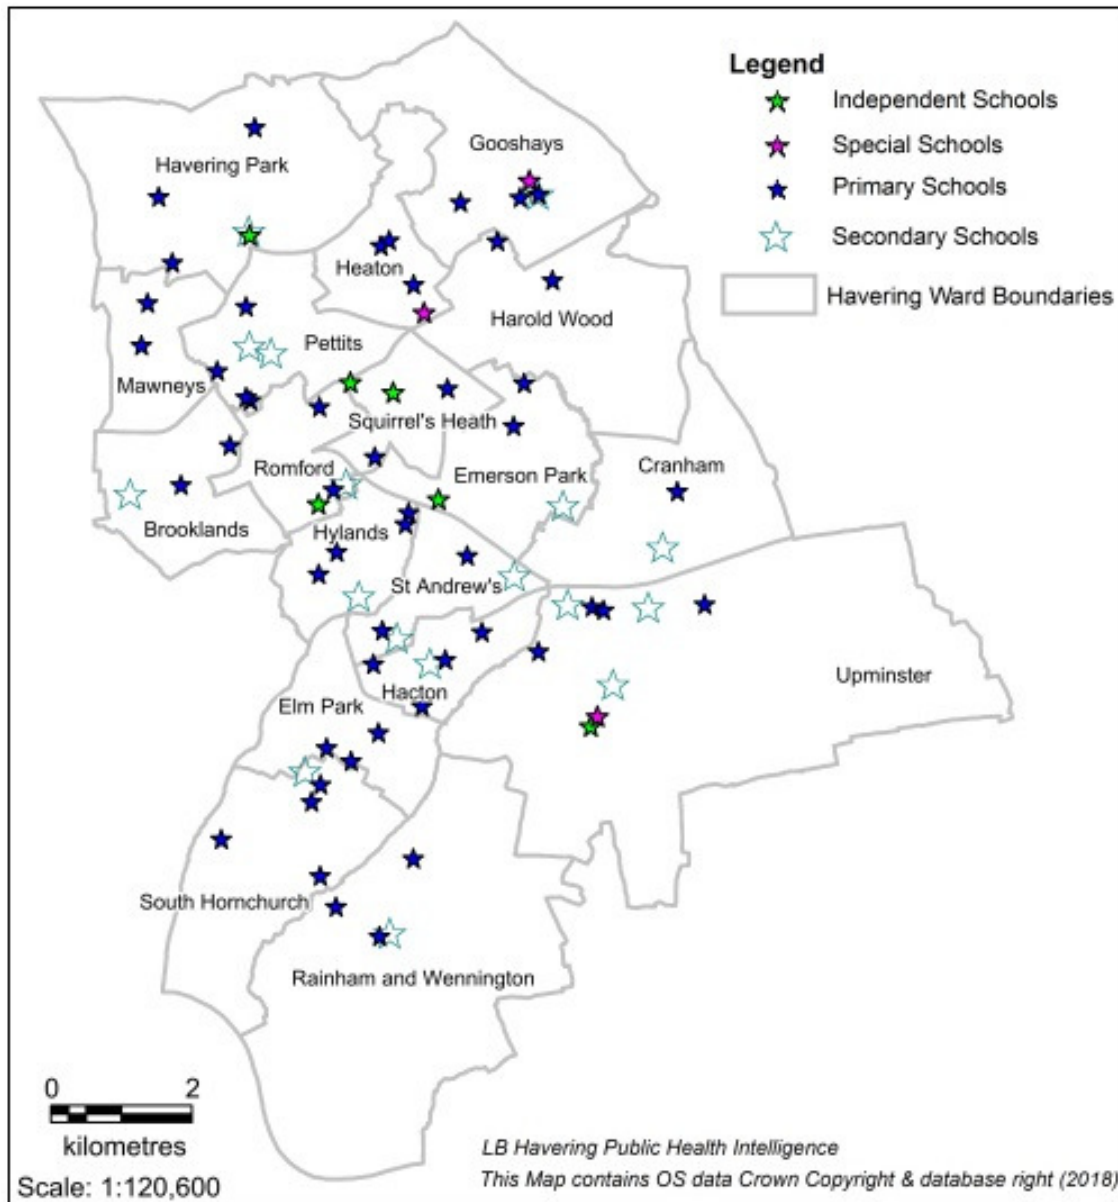 Legend
Independent Schools
Special Schools
Primary Schools
Secondary Schools
Havering Ward Boundaries
Gooshays
Havering Park
Heaton
Harold Wood
Pettits
Mawneys
Squirrel's Heath
Romford
Emerson Park
Cranham
Brooklands
Hylands
St Andrew's
Upminster
Hacton
Elm Park
South Hornchurch
Rainham and Wennington
0 2
kilometres
Scale: 1:120,600
LB Havering Public Health Intelligence
This Map contains OS data Crown Copyright & database right (2018)